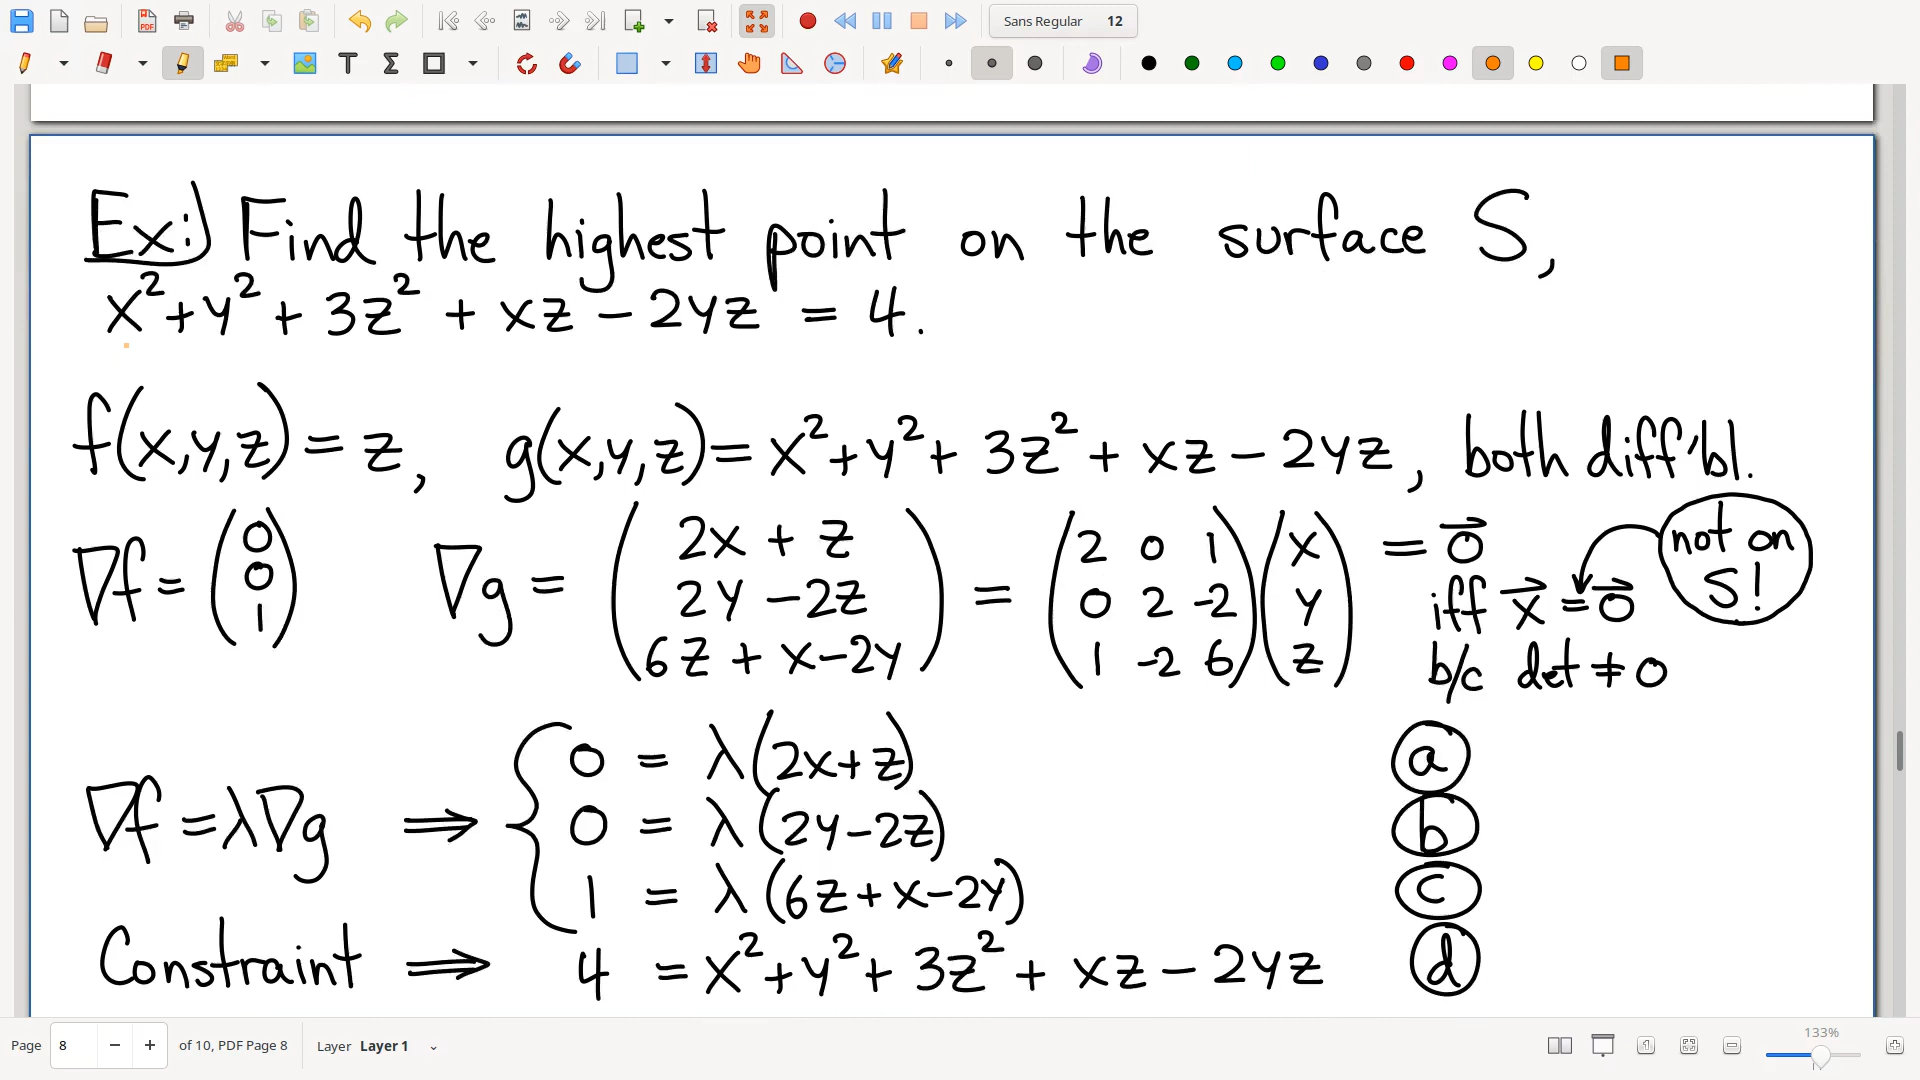 Sans Regular 12
Ex:) Find the highest point on the surface S,
x² + y² + 3z² + xz − 2yz = 4.
f(x,y,z) = z, g(x,y,z) = x² + y² + 3z² + xz − 2yz, both diff'bl.
∇f = (0 0 1) ∇g = (2x + z
2y − 2z
6z + x − 2y) = (2 0 1
0 2 -2
1 -2 6)(x y z) = 0⃗
iff x⃗ = 0⃗
b/c det ≠ 0
not on
S!
∇f = λ∇g ⟹ { 0 = λ(2x + z) ⓐ
0 = λ(2y − 2z) ⓑ
1 = λ(6z + x − 2y) ⓒ
Constraint ⟹ 4 = x² + y² + 3z² + xz − 2yz ⓓ
Page 8 − + of 10, PDF Page 8 Layer Layer 1 133%